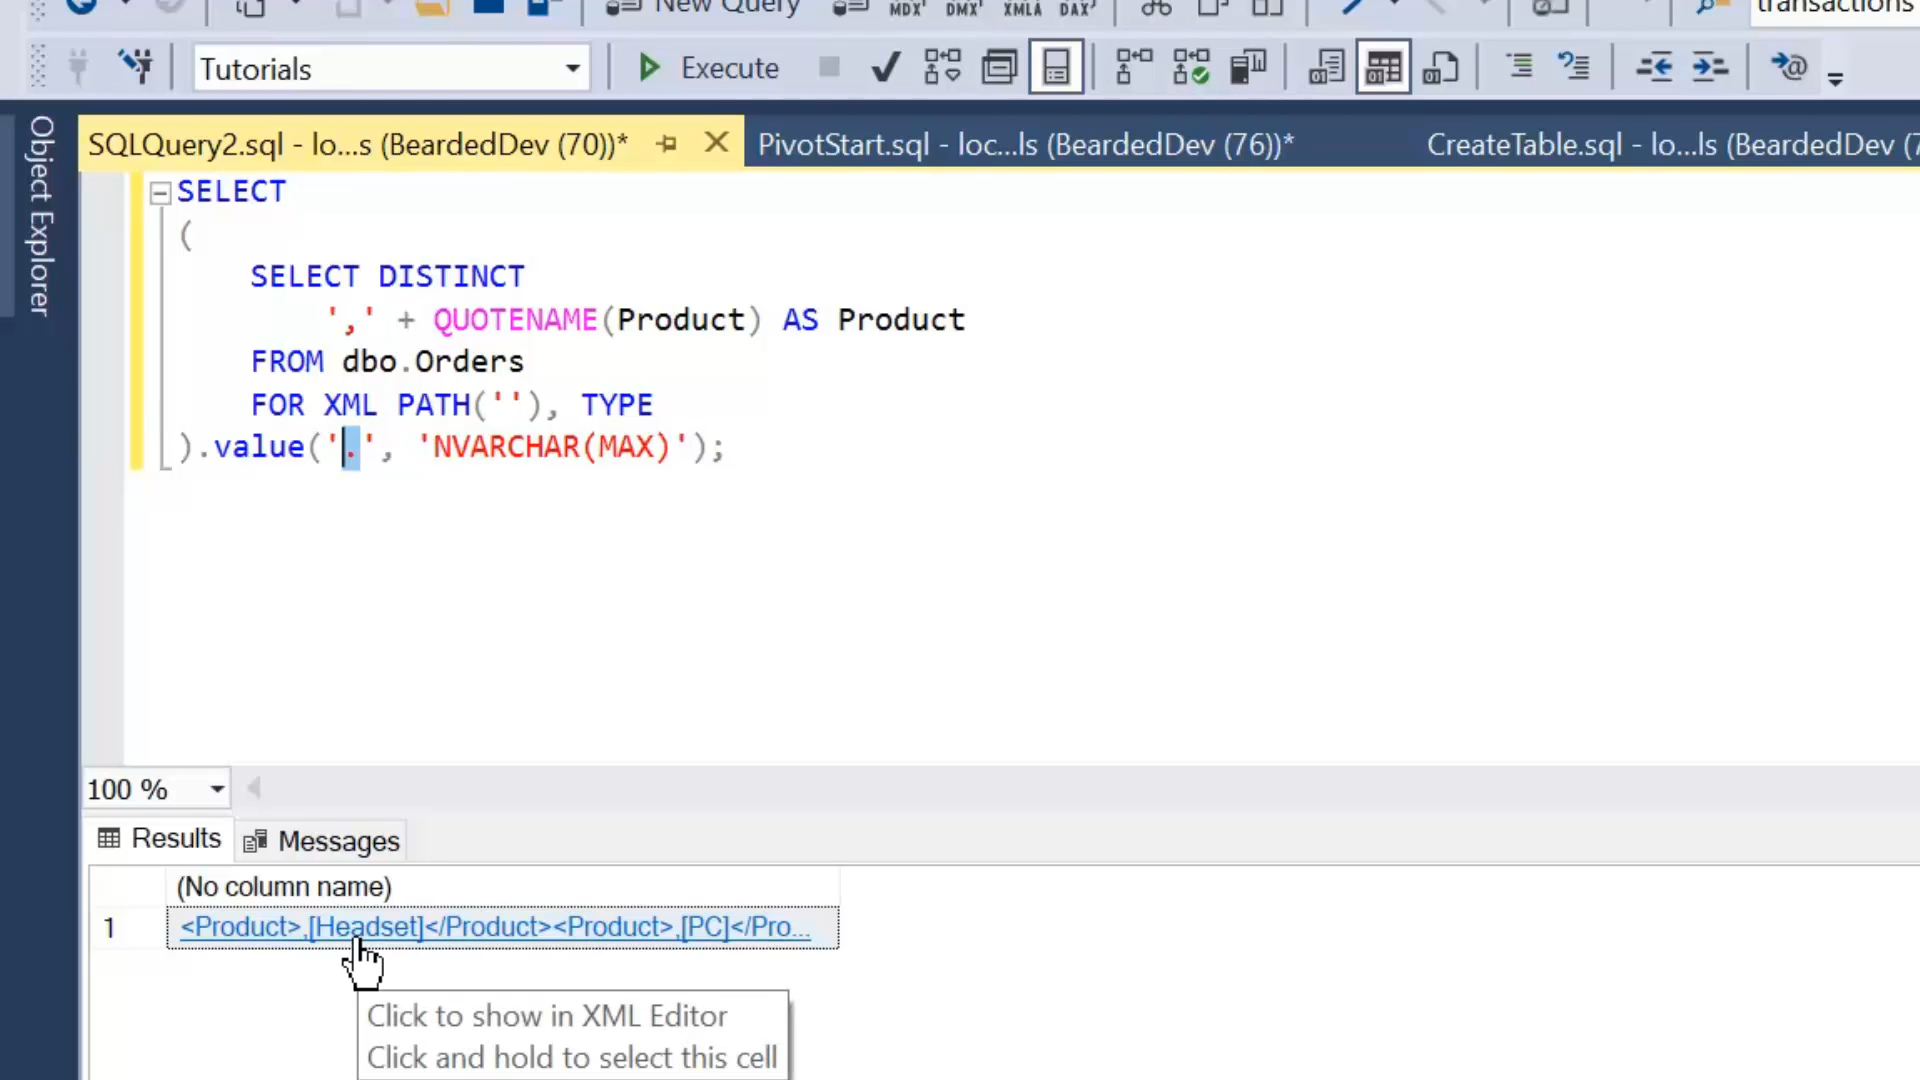 New Query
MDX DMX XMLA DAX
transactions
Tutorials
Execute
Object Explorer
SQLQuery2.sql - lo...s (BeardedDev (70))*
PivotStart.sql - loc...ls (BeardedDev (76))*
CreateTable.sql - lo...ls (BeardedDev (7
SELECT
(
SELECT DISTINCT
',' + QUOTENAME(Product) AS Product
FROM dbo.Orders
FOR XML PATH(''), TYPE
).value('.', 'NVARCHAR(MAX)');
100 %
Results
Messages
(No column name)
1
<Product>,[Headset]</Product><Product>,[PC]</Pro...
Click to show in XML Editor
Click and hold to select this cell